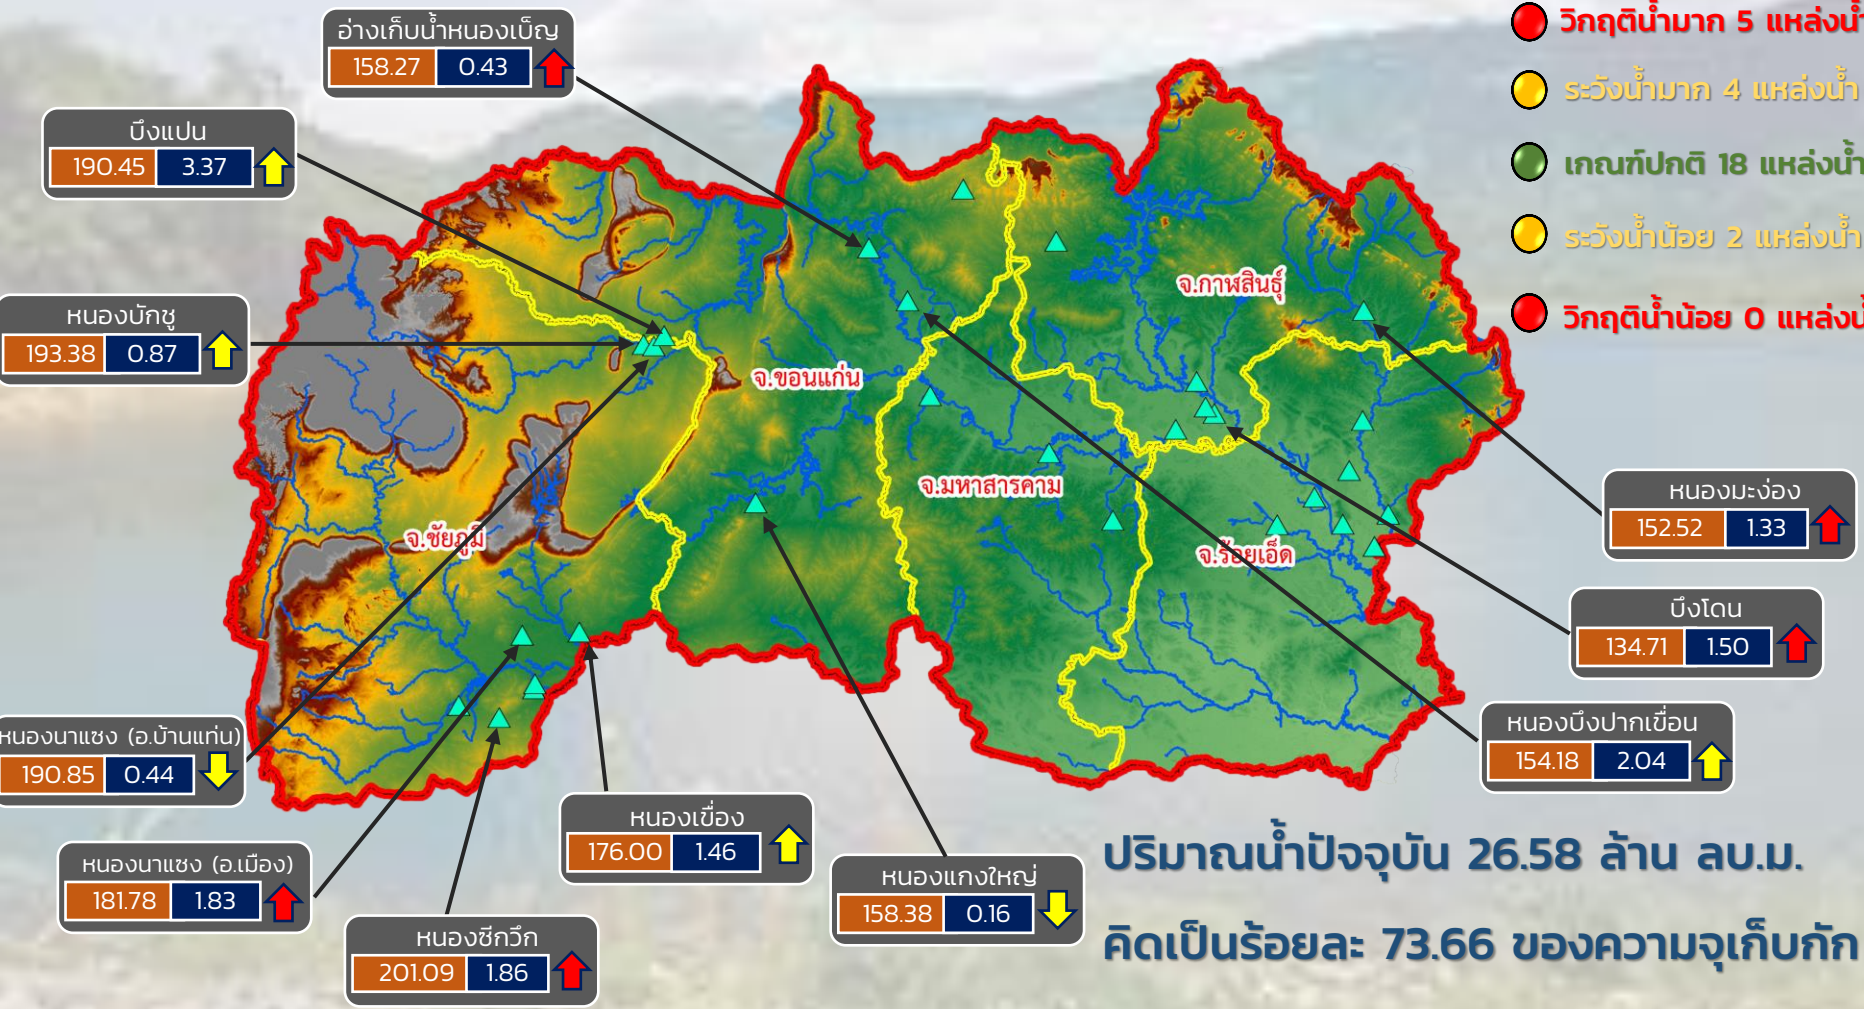 อ่างเก็บน้ำหนองเบ็ญ
158.27 0.43
วิกฤติน้ำมาก 5 แหล่งน้ำ
ระวังน้ำมาก 4 แหล่งน้ำ
เกณฑ์ปกติ 18 แหล่งน้ำ
ระวังน้ำน้อย 2 แหล่งน้ำ
วิกฤติน้ำน้อย 0 แหล่งน้ำ
บึงแปน
190.45 3.37
หนองบักชู
193.38 0.87
จ.กาฬสินธุ์
จ.ขอนแก่น
จ.มหาสารคาม
จ.ชัยภูมิ
จ.ร้อยเอ็ด
หนองมะง่อง
152.52 1.33
บึงโดน
134.71 1.50
หนองบึงปากเขื่อน
154.18 2.04
หนองนาแซง (อ.บ้านแท่น)
190.85 0.44
หนองเขื่อง
176.00 1.46
หนองนาแซง (อ.เมือง)
181.78 1.83
หนองแกงใหญ่
158.38 0.16
หนองซีกวึก
201.09 1.86
ปริมาณน้ำปัจจุบัน 26.58 ล้าน ลบ.ม.
คิดเป็นร้อยละ 73.66 ของความจุเก็บกัก